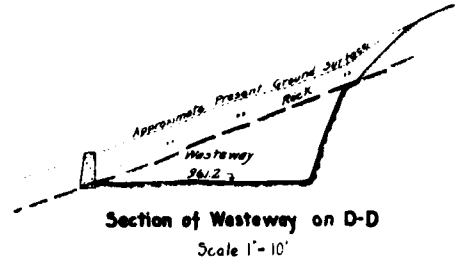 Approximate Present Ground Surface
" " Rock "
Wasteway
961.2
Section of Wasteway on D-D
Scale 1"-10'